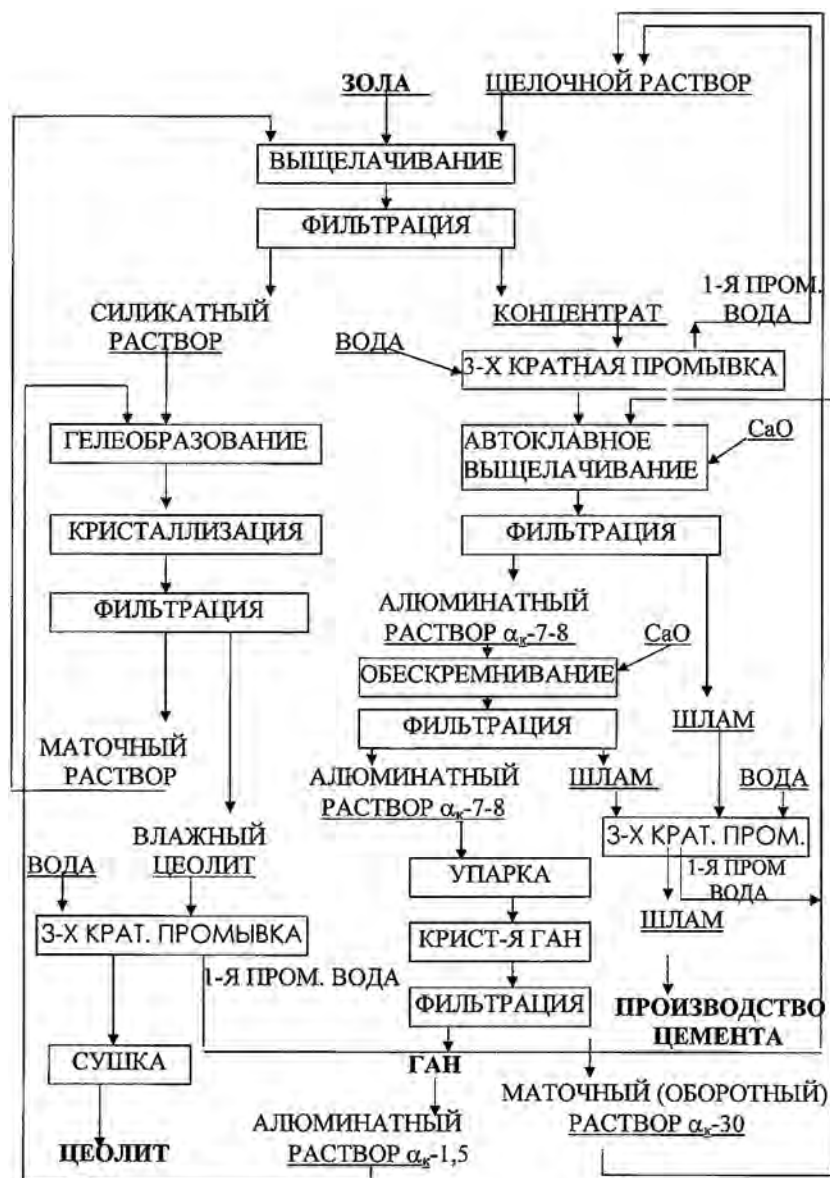 ЗОЛА
ЩЕЛОЧНОЙ РАСТВОР
ВЫЩЕЛАЧИВАНИЕ
ФИЛЬТРАЦИЯ
СИЛИКАТНЫЙ
РАСТВОР
КОНЦЕНТРАТ
1-Я ПРОМ.
ВОДА
ВОДА
3-Х КРАТНАЯ ПРОМЫВКА
ГЕЛЕОБРАЗОВАНИЕ
АВТОКЛАВНОЕ
ВЫЩЕЛАЧИВАНИЕ
CaO
КРИСТАЛЛИЗАЦИЯ
ФИЛЬТРАЦИЯ
ФИЛЬТРАЦИЯ
АЛЮМИНАТНЫЙ
РАСТВОР αк-7-8
CaO
ОБЕСКРЕМНИВАНИЕ
ФИЛЬТРАЦИЯ
ШЛАМ
МАТОЧНЫЙ
РАСТВОР
АЛЮМИНАТНЫЙ
РАСТВОР αк-7-8
ШЛАМ
ВОДА
3-Х КРАТ. ПРОМ.
1-Я ПРОМ
ВОДА
ВЛАЖНЫЙ
ЦЕОЛИТ
ВОДА
УПАРКА
ШЛАМ
3-Х КРАТ. ПРОМЫВКА
КРИСТ-Я ГАН
1-Я ПРОМ. ВОДА
ФИЛЬТРАЦИЯ
ПРОИЗВОДСТВО
ЦЕМЕНТА
СУШКА
ГАН
МАТОЧНЫЙ (ОБОРОТНЫЙ)
РАСТВОР αк-30
ЦЕОЛИТ
АЛЮМИНАТНЫЙ
РАСТВОР αк-1,5